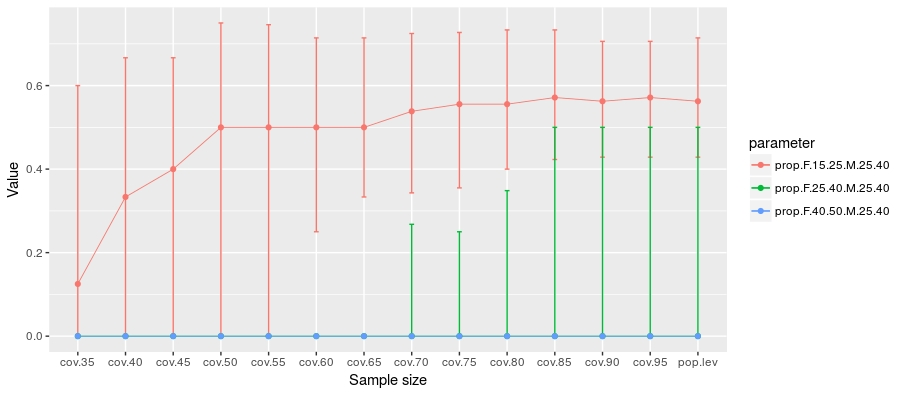 Value
0.6
0.4
0.2
0.0
cov.35 cov.40 cov.45 cov.50 cov.55 cov.60 cov.65 cov.70 cov.75 cov.80 cov.85 cov.90 cov.95 pop.lev
Sample size
parameter
prop.F.15.25.M.25.40
prop.F.25.40.M.25.40
prop.F.40.50.M.25.40